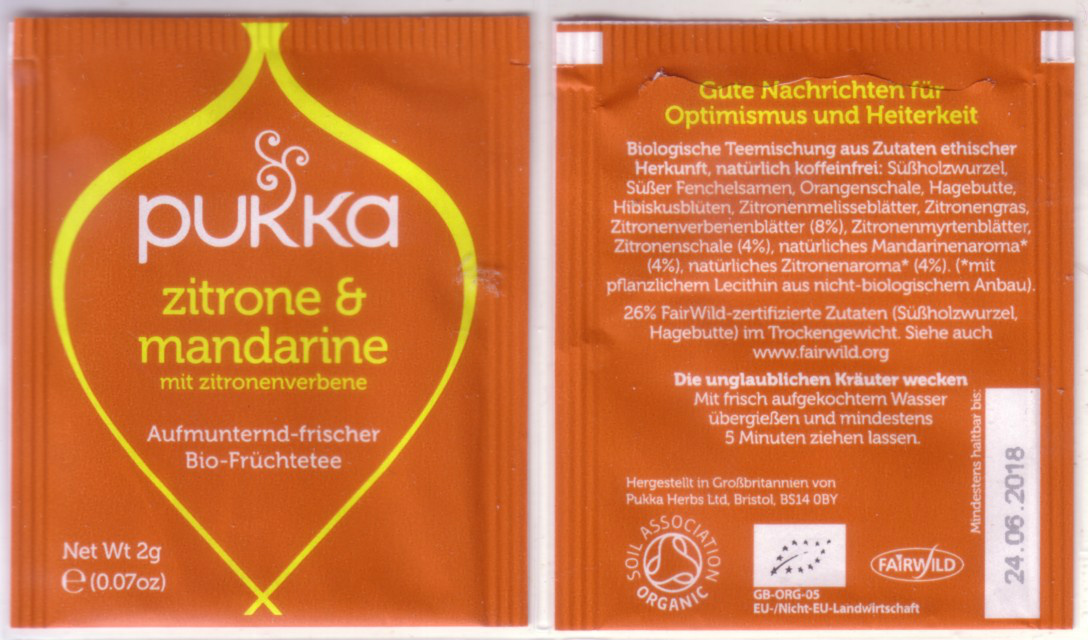 pukka
zitrone &
mandarine
mit zitronenverbene
Aufmunternd-frischer
Bio-Früchtetee
Net Wt 2g
℮ (0.07oz)
Gute Nachrichten für
Optimismus und Heiterkeit
Biologische Teemischung aus Zutaten ethischer
Herkunft, natürlich koffeinfrei: Süßholzwurzel,
Süßer Fenchelsamen, Orangenschale, Hagebutte,
Hibiskusblüten, Zitronenmelisseblätter, Zitronengras,
Zitronenverbenenblätter (8%), Zitronenmyrtenblätter,
Zitronenschale (4%), natürliches Mandarinenaroma*
(4%), natürliches Zitronenaroma* (4%). (*mit
pflanzlichem Lecithin aus nicht-biologischem Anbau).
26% FairWild-zertifizierte Zutaten (Süßholzwurzel,
Hagebutte) im Trockengewicht. Siehe auch
www.fairwild.org
Die unglaublichen Kräuter wecken
Mit frisch aufgekochtem Wasser
übergießen und mindestens
5 Minuten ziehen lassen.
Mindestens haltbar bis:
24.06.2018
Hergestellt in Großbritannien von
Pukka Herbs Ltd, Bristol, BS14 0BY
SOIL ASSOCIATION
ORGANIC
GB-ORG-05
EU-/Nicht-EU-Landwirtschaft
FAIRWILD